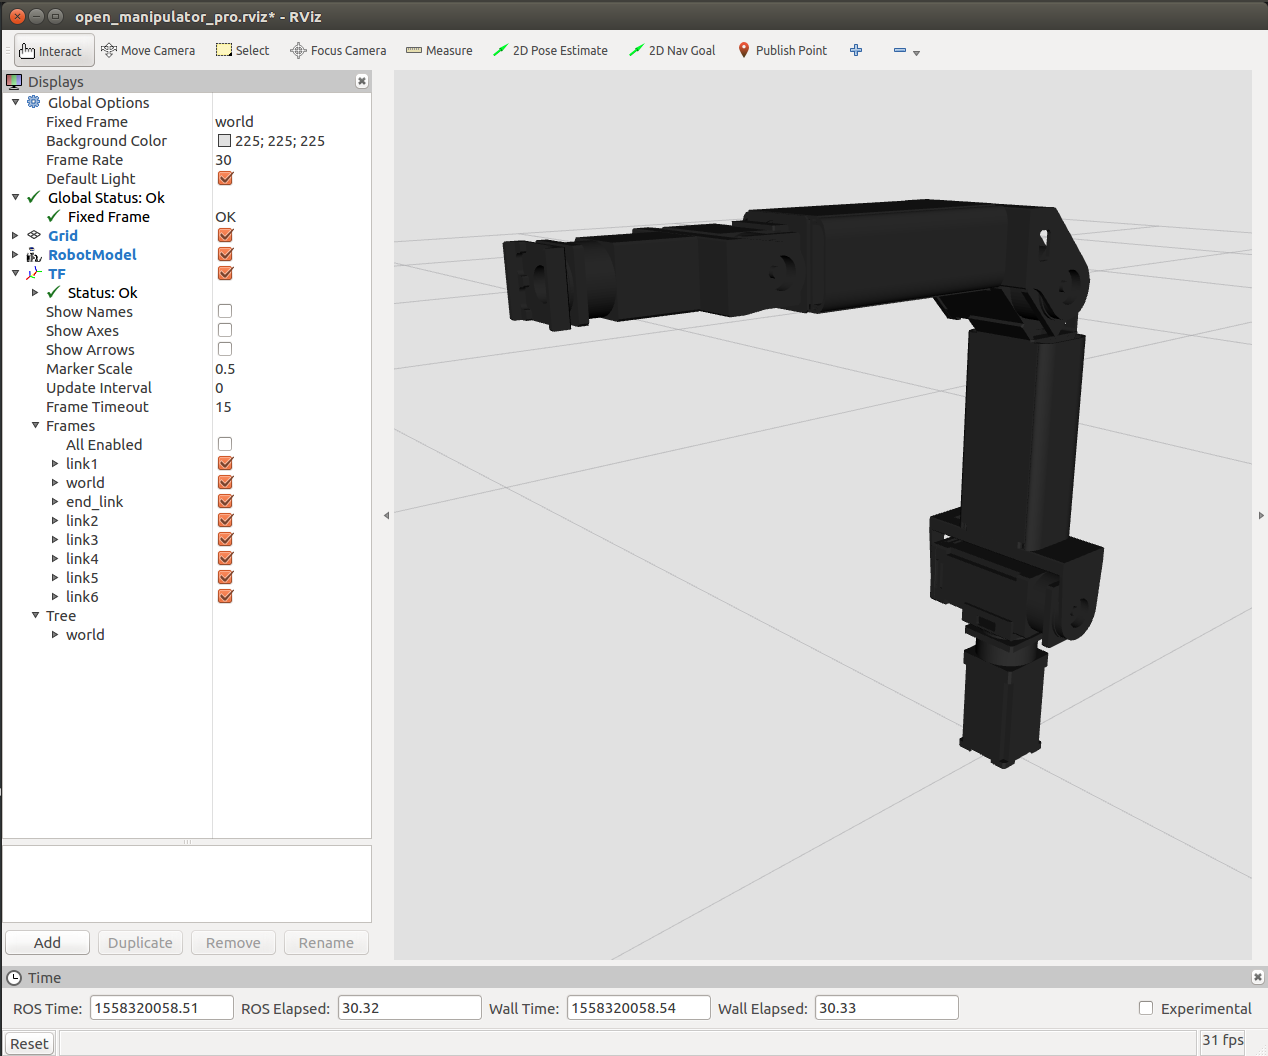 open_manipulator_pro.rviz* - RViz
Interact Move Camera Select Focus Camera Measure 2D Pose Estimate 2D Nav Goal Publish Point
Displays
Global Options
Fixed Frame world
Background Color 225; 225; 225
Frame Rate 30
Default Light
Global Status: Ok
Fixed Frame OK
Grid
RobotModel
TF
Status: Ok
Show Names
Show Axes
Show Arrows
Marker Scale 0.5
Update Interval 0
Frame Timeout 15
Frames
All Enabled
link1
world
end_link
link2
link3
link4
link5
link6
Tree
world
Add Duplicate Remove Rename
Time
ROS Time: 1558320058.51 ROS Elapsed: 30.32 Wall Time: 1558320058.54 Wall Elapsed: 30.33 Experimental
Reset 31 fps